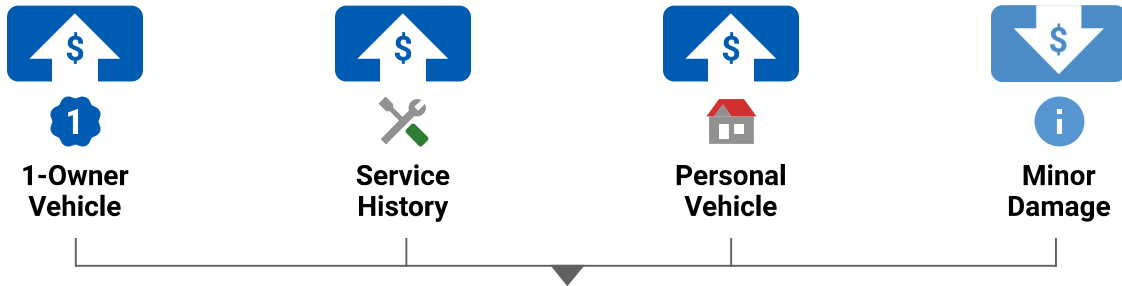 $
$
$
$
1
i
1-Owner
Vehicle
Service
History
Personal
Vehicle
Minor
Damage